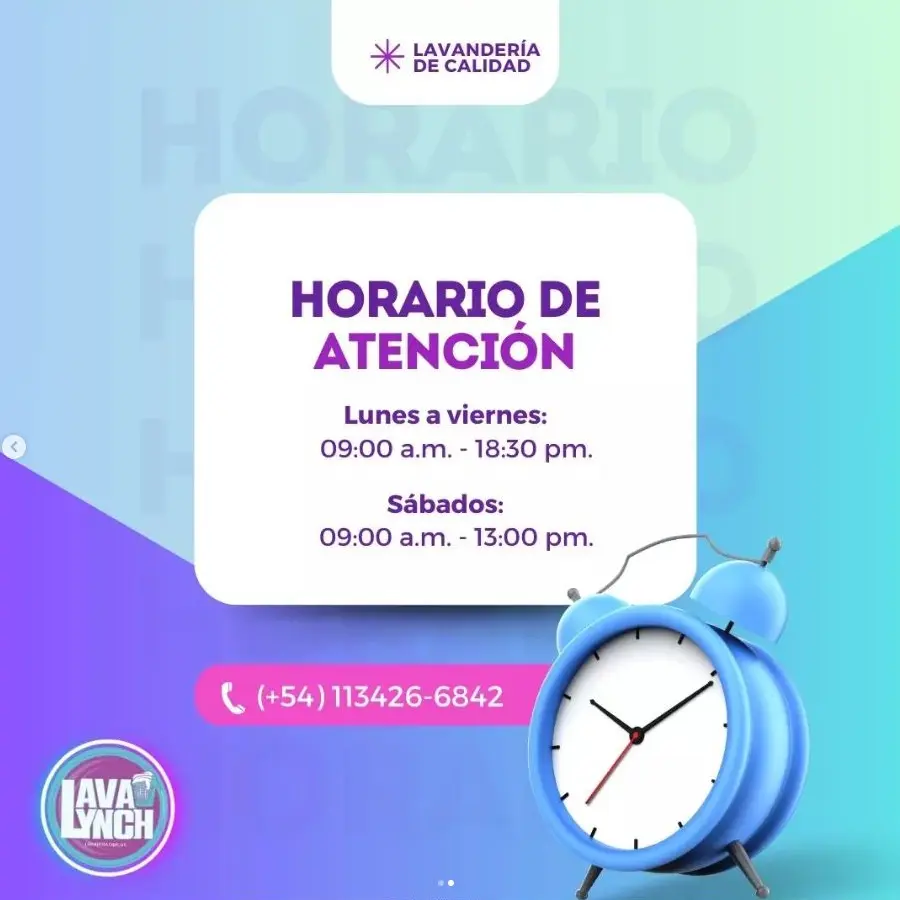 LAVANDERÍA
DE CALIDAD
HORARIO
HORARIO DE
ATENCIÓN
Lunes a viernes:
09:00 a.m. - 18:30 pm.
Sábados:
09:00 a.m. - 13:00 pm.
(+54) 113426-6842
LAVA
LYNCH